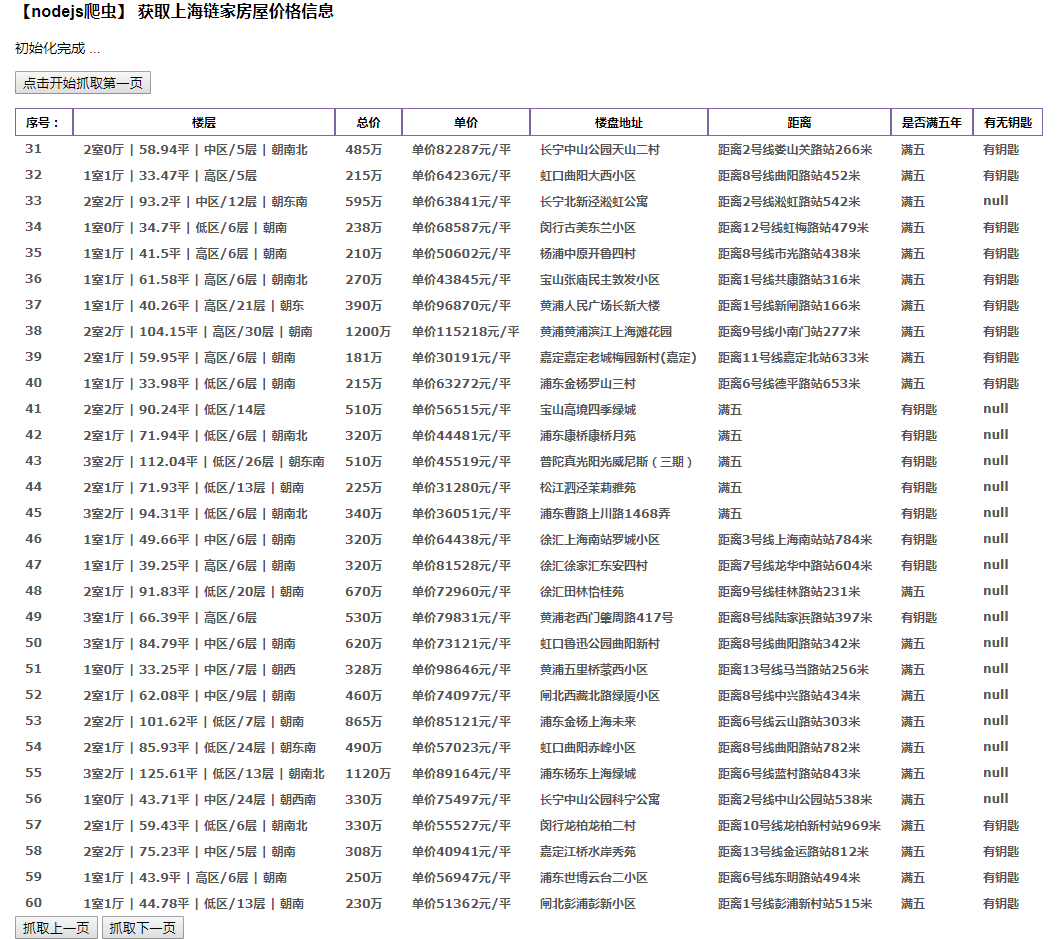 【nodejs爬虫】 获取上海链家房屋价格信息
初始化完成 ...
点击开始抓取第一页
序号： 楼层 总价 单价 楼盘地址 距离 是否满五年 有无钥匙
31 2室0厅 | 58.94平 | 中区/5层 | 朝南北 485万 单价82287元/平 长宁中山公园天山二村 距离2号线娄山关路站266米 满五 有钥匙
32 1室1厅 | 33.47平 | 高区/5层 215万 单价64236元/平 虹口曲阳大西小区 距离8号线曲阳路站452米 满五 有钥匙
33 2室2厅 | 93.2平 | 中区/12层 | 朝东南 595万 单价63841元/平 长宁北新泾淞虹公寓 距离2号线淞虹路站542米 满五 null
34 1室0厅 | 34.7平 | 低区/6层 | 朝南 238万 单价68587元/平 闵行古美东兰小区 距离12号线虹梅路站479米 满五 有钥匙
35 1室1厅 | 41.5平 | 高区/6层 | 朝南 210万 单价50602元/平 杨浦中原开鲁四村 距离8号线市光路站438米 满五 有钥匙
36 1室1厅 | 61.58平 | 高区/6层 | 朝南北 270万 单价43845元/平 宝山张庙民主敦发小区 距离1号线共康路站316米 满五 有钥匙
37 1室1厅 | 40.26平 | 高区/21层 | 朝东 390万 单价96870元/平 黄浦人民广场长新大楼 距离1号线新闸路站166米 满五 有钥匙
38 2室2厅 | 104.15平 | 高区/30层 | 朝南 1200万 单价115218元/平 黄浦黄浦滨江上海滩花园 距离9号线小南门站277米 满五 有钥匙
39 2室1厅 | 59.95平 | 高区/6层 | 朝南 181万 单价30191元/平 嘉定嘉定老城梅园新村(嘉定) 距离11号线嘉定北站633米 满五 有钥匙
40 1室1厅 | 33.98平 | 低区/6层 | 朝南 215万 单价63272元/平 浦东金杨罗山三村 距离6号线德平路站653米 满五 有钥匙
41 2室2厅 | 90.24平 | 低区/14层 510万 单价56515元/平 宝山高境四季绿城 满五 有钥匙 null
42 2室1厅 | 71.94平 | 低区/6层 | 朝南北 320万 单价44481元/平 浦东康桥康桥月苑 满五 有钥匙 null
43 3室2厅 | 112.04平 | 低区/26层 | 朝东南 510万 单价45519元/平 普陀真光阳光威尼斯（三期） 满五 有钥匙 null
44 2室1厅 | 71.93平 | 低区/13层 | 朝南 225万 单价31280元/平 松江泗泾茉莉雅苑 满五 有钥匙 null
45 3室2厅 | 94.31平 | 低区/6层 | 朝南北 340万 单价36051元/平 浦东曹路上川路1468弄 满五 有钥匙 null
46 1室1厅 | 49.66平 | 中区/6层 | 朝南 320万 单价64438元/平 徐汇上海南站罗城小区 距离3号线上海南站站784米 有钥匙 null
47 1室1厅 | 39.25平 | 高区/6层 | 朝南 320万 单价81528元/平 徐汇徐家汇东安四村 距离7号线龙华中路站604米 有钥匙 null
48 2室1厅 | 91.83平 | 低区/20层 | 朝南 670万 单价72960元/平 徐汇田林怡桂苑 距离9号线桂林路站231米 满五 null
49 3室1厅 | 66.39平 | 高区/6层 530万 单价79831元/平 黄浦老西门肇周路417号 距离8号线陆家浜路站397米 有钥匙 null
50 3室1厅 | 84.79平 | 中区/6层 | 朝南 620万 单价73121元/平 虹口鲁迅公园曲阳新村 距离8号线曲阳路站342米 满五 null
51 1室0厅 | 33.25平 | 中区/7层 | 朝西 328万 单价98646元/平 黄浦五里桥蒙西小区 距离13号线马当路站256米 满五 null
52 2室1厅 | 62.08平 | 中区/9层 | 朝南 460万 单价74097元/平 闸北西藏北路绿厦小区 距离8号线中兴路站434米 满五 null
53 2室2厅 | 101.62平 | 低区/7层 | 朝南 865万 单价85121元/平 浦东金杨上海未来 距离6号线云山路站303米 满五 null
54 2室1厅 | 85.93平 | 低区/24层 | 朝东南 490万 单价57023元/平 虹口曲阳赤峰小区 距离8号线曲阳路站782米 满五 null
55 3室2厅 | 125.61平 | 低区/13层 | 朝南北 1120万 单价89164元/平 浦东杨东上海绿城 距离6号线蓝村路站843米 满五 null
56 1室0厅 | 43.71平 | 中区/24层 | 朝西南 330万 单价75497元/平 长宁中山公园科宁公寓 距离2号线中山公园站538米 满五 null
57 2室1厅 | 59.43平 | 低区/6层 | 朝南北 330万 单价55527元/平 闵行龙柏龙柏二村 距离10号线龙柏新村站969米 满五 有钥匙
58 2室2厅 | 75.23平 | 中区/5层 | 朝南 308万 单价40941元/平 嘉定江桥水岸秀苑 距离13号线金运路站812米 满五 有钥匙
59 1室1厅 | 43.9平 | 高区/6层 | 朝南 250万 单价56947元/平 浦东世博云台二小区 距离6号线东明路站494米 满五 有钥匙
60 1室1厅 | 44.78平 | 低区/13层 | 朝南 230万 单价51362元/平 闸北彭浦彭新小区 距离1号线彭浦新村站515米 满五 有钥匙
抓取上一页 抓取下一页